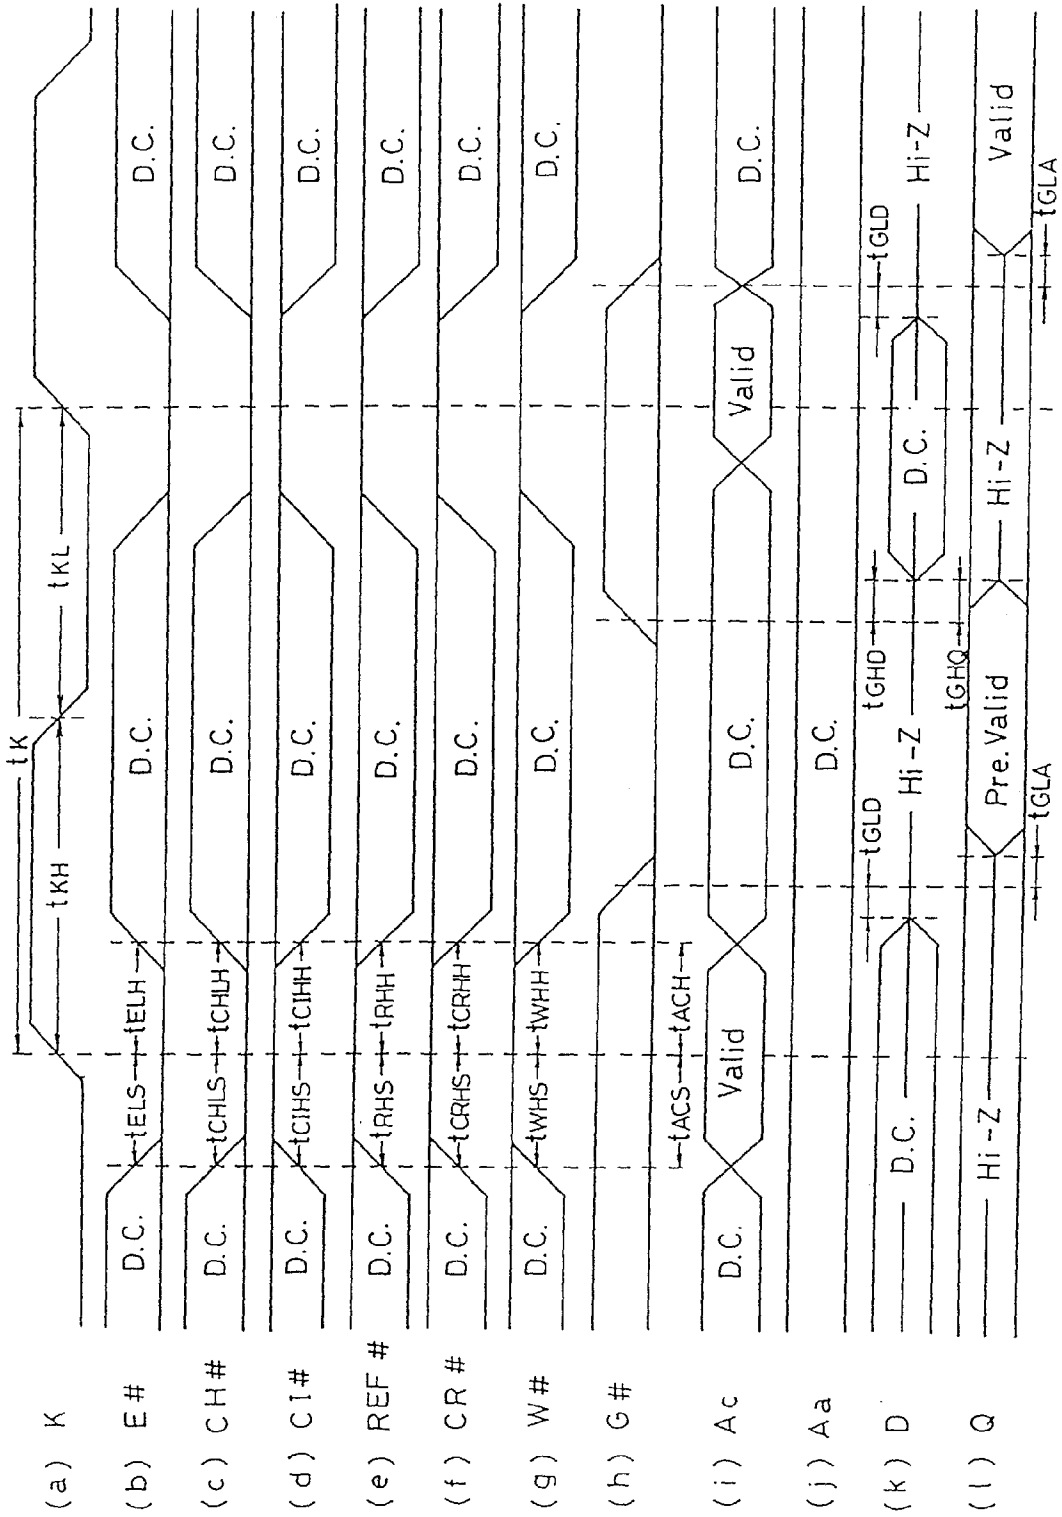 tK
(a) K
tKH
tKL
(b) E#
D.C.
tELS
tELH
D.C.
D.C.
(c) CH#
D.C.
tCHLS
tCHLH
D.C.
D.C.
(d) CI#
D.C.
tCIHS
tCIHH
D.C.
D.C.
(e) REF#
D.C.
tRHS
tRHH
D.C.
D.C.
(f) CR#
D.C.
tCRHS
tCRHH
D.C.
D.C.
(g) W#
D.C.
tWHS
tWHH
D.C.
D.C.
(h) G#
tACS
tACH
(i) Ac
D.C.
Valid
D.C.
Valid
D.C.
(j) Aa
D.C.
tGLD
tGHD
tGLD
(k) D
D.C.
Hi-Z
D.C.
Hi-Z
tGHQ
(l) Q
Hi-Z
Pre.Valid
Hi-Z
Valid
tGLA
tGLA